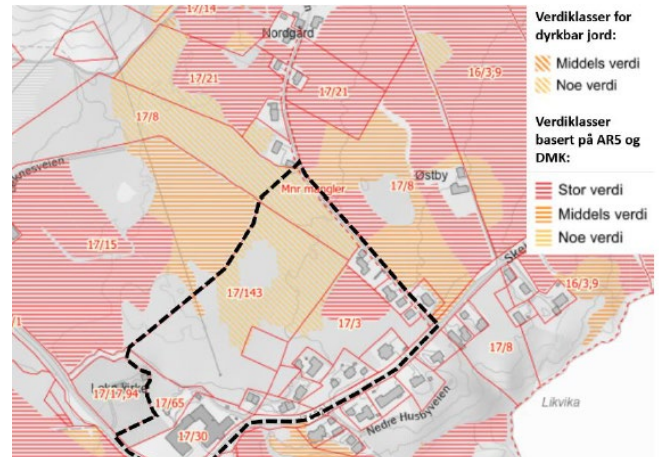 17/14
Nordgård
17/21
17/21
16/3,9
17/8
Mnr mangler
Østby
17/8
17/15
17/143
17/3
16/3,9
17/8
17/17,94
17/65
17/30
Nedre Husbyveien
Likvika
Verdiklasser for
dyrkbar jord:
Middels verdi
Noe verdi
Verdiklasser
basert på AR5 og
DMK:
Stor verdi
Middels verdi
Noe verdi